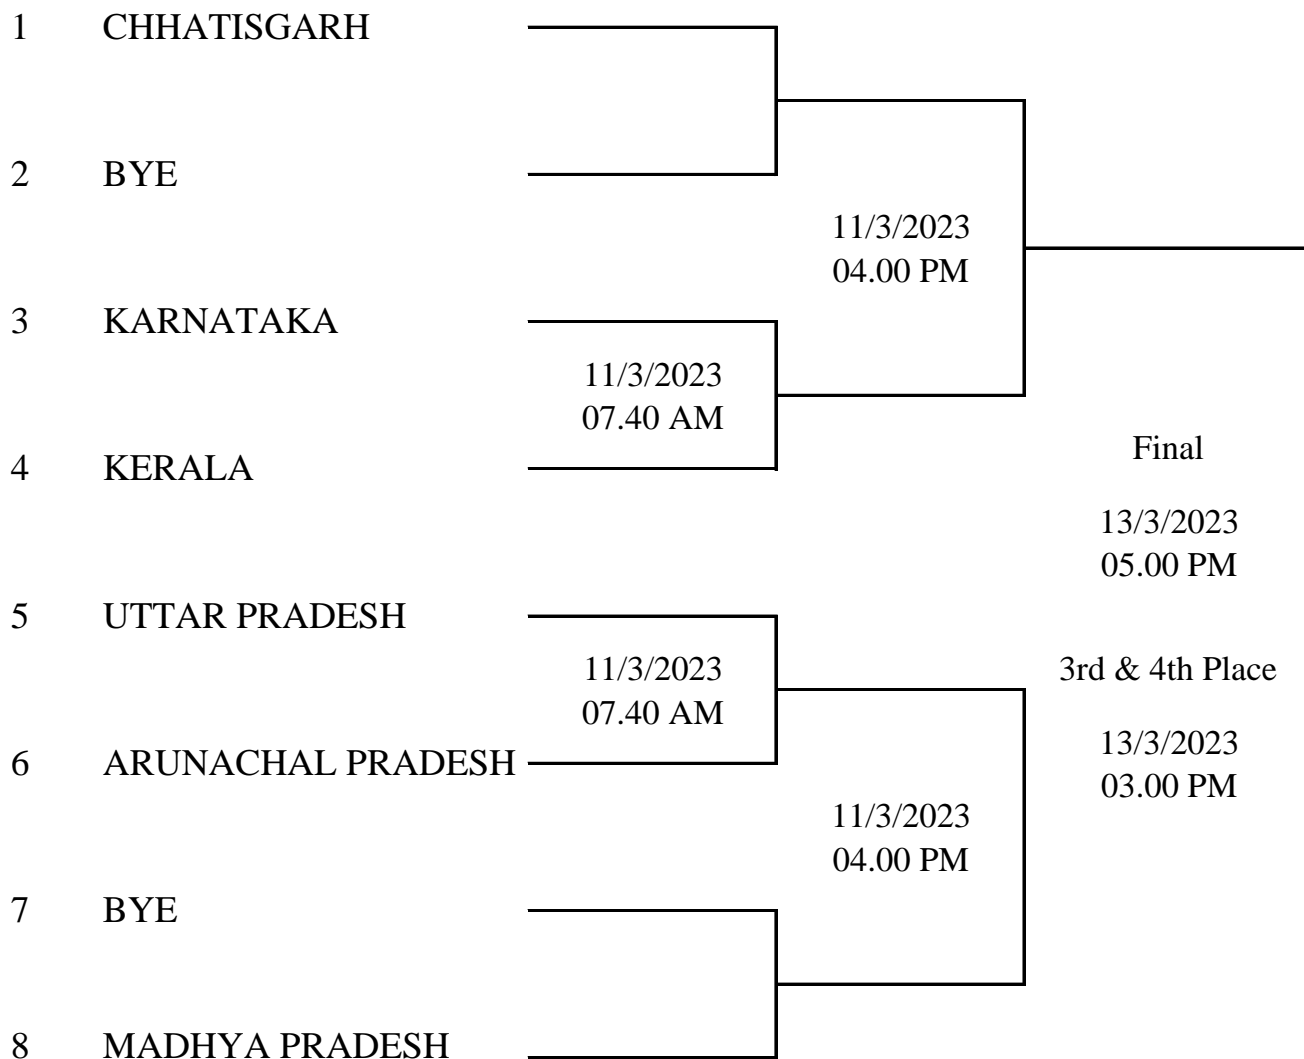 1 CHHATISGARH
2 BYE
11/3/2023
04.00 PM
3 KARNATAKA
11/3/2023
07.40 AM
4 KERALA
Final
13/3/2023
05.00 PM
5 UTTAR PRADESH
11/3/2023
07.40 AM
3rd & 4th Place
6 ARUNACHAL PRADESH
13/3/2023
03.00 PM
11/3/2023
04.00 PM
7 BYE
8 MADHYA PRADESH